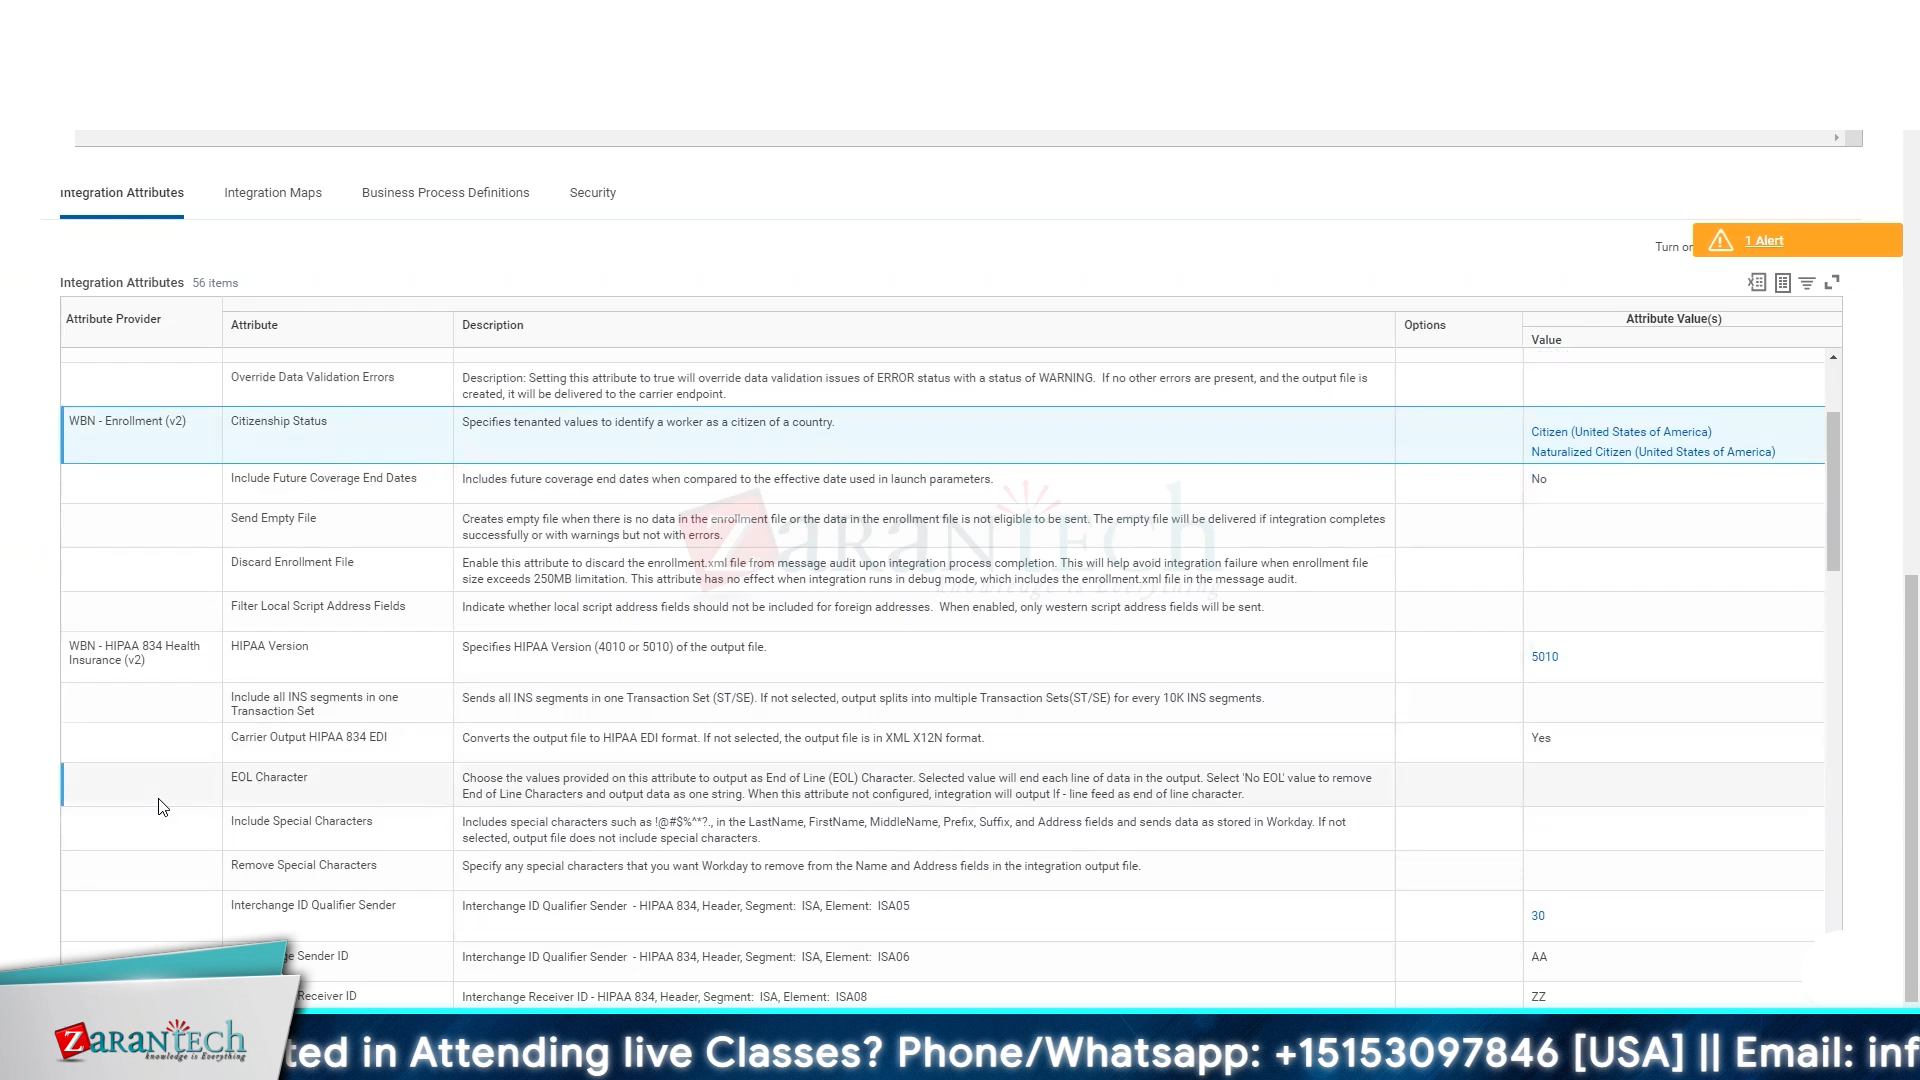 Integration Attributes
Integration Maps
Business Process Definitions
Security
Turn or
1 Alert
Integration Attributes 56 items
Attribute Provider
Attribute
Description
Options
Attribute Value(s)
Value
Override Data Validation Errors
Description: Setting this attribute to true will override data validation issues of ERROR status with a status of WARNING. If no other errors are present, and the output file is
created, it will be delivered to the carrier endpoint.
WBN - Enrollment (v2)
Citizenship Status
Specifies tenanted values to identify a worker as a citizen of a country.
Citizen (United States of America)
Naturalized Citizen (United States of America)
Include Future Coverage End Dates
Includes future coverage end dates when compared to the effective date used in launch parameters.
No
Send Empty File
Creates empty file when there is no data in the enrollment file or the data in the enrollment file is not eligible to be sent. The empty file will be delivered if integration completes
successfully or with warnings but not with errors.
Discard Enrollment File
Enable this attribute to discard the enrollment.xml file from message audit upon integration process completion. This will help avoid integration failure when enrollment file
size exceeds 250MB limitation. This attribute has no effect when integration runs in debug mode, which includes the enrollment.xml file in the message audit.
Filter Local Script Address Fields
Indicate whether local script address fields should not be included for foreign addresses. When enabled, only western script address fields will be sent.
WBN - HIPAA 834 Health
Insurance (v2)
HIPAA Version
Specifies HIPAA Version (4010 or 5010) of the output file.
5010
Include all INS segments in one
Transaction Set
Sends all INS segments in one Transaction Set (ST/SE). If not selected, output splits into multiple Transaction Sets(ST/SE) for every 10K INS segments.
Carrier Output HIPAA 834 EDI
Converts the output file to HIPAA EDI format. If not selected, the output file is in XML X12N format.
Yes
EOL Character
Choose the values provided on this attribute to output as End of Line (EOL) Character. Selected value will end each line of data in the output. Select 'No EOL' value to remove
End of Line Characters and output data as one string. When this attribute not configured, integration will output lf - line feed as end of line character.
Include Special Characters
Includes special characters such as !@#$%^*?., in the LastName, FirstName, MiddleName, Prefix, Suffix, and Address fields and sends data as stored in Workday. If not
selected, output file does not include special characters.
Remove Special Characters
Specify any special characters that you want Workday to remove from the Name and Address fields in the integration output file.
Interchange ID Qualifier Sender
Interchange ID Qualifier Sender - HIPAA 834, Header, Segment: ISA, Element: ISA05
30
ge Sender ID
Interchange ID Qualifier Sender - HIPAA 834, Header, Segment: ISA, Element: ISA06
AA
Receiver ID
Interchange Receiver ID - HIPAA 834, Header, Segment: ISA, Element: ISA08
ZZ
ZaranTech
knowledge is Everything
ZaranTech
knowledge is Everything
ted in Attending live Classes? Phone/Whatsapp: +15153097846 [USA] || Email: inf